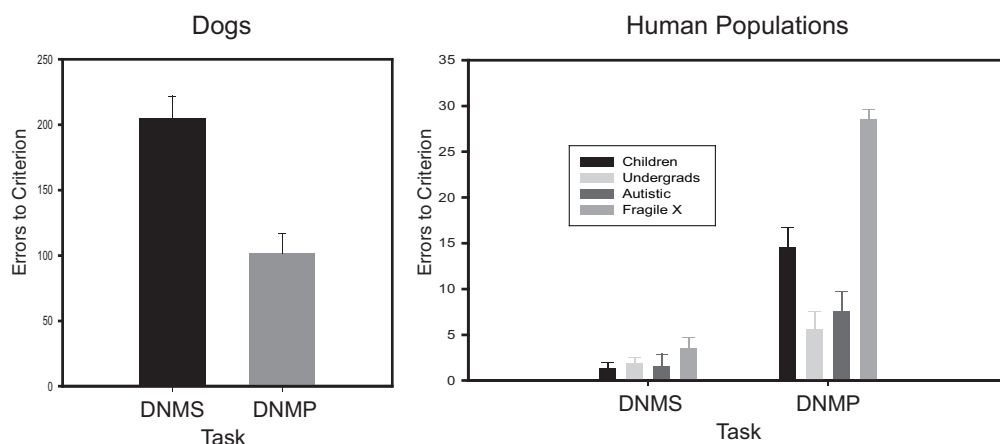 Dogs
250
200
150
100
50
0
Errors to Criterion
DNMS DNMP
Task
Human Populations
35
30
25
20
15
10
5
0
Errors to Criterion
Children
Undergrads
Autistic
Fragile X
DNMS DNMP
Task